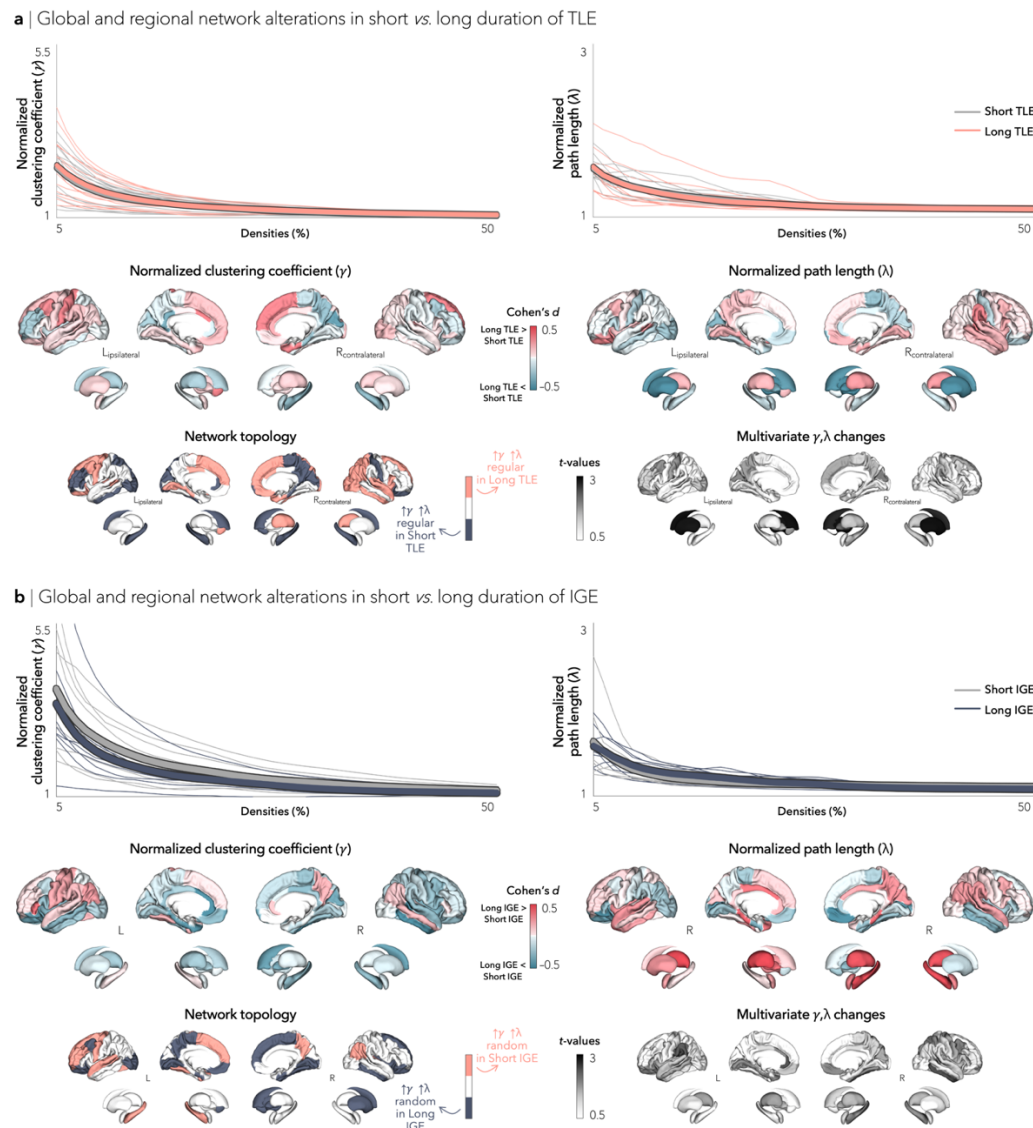 a | Global and regional network alterations in short vs. long duration of TLE
5.5
Normalized
clustering coefficient (γ)
1
5
Densities (%)
50
3
Normalized
path length (λ)
1
5
Densities (%)
50
Short TLE
Long TLE
Normalized clustering coefficient (γ)
Lipsilateral
Rcontralateral
Cohen's d
Long TLE >
Short TLE
0.5
Long TLE <
Short TLE
–0.5
Normalized path length (λ)
Lipsilateral
Rcontralateral
Network topology
Lipsilateral
Rcontralateral
↑γ ↑λ
regular
in Long TLE
↑γ ↑λ
regular
in Short
TLE
Multivariate γ,λ changes
t-values
3
0.5
Lipsilateral
Rcontralateral
b | Global and regional network alterations in short vs. long duration of IGE
5.5
Normalized
clustering coefficient (γ)
1
5
Densities (%)
50
3
Normalized
path length (λ)
1
5
Densities (%)
50
Short IGE
Long IGE
Normalized clustering coefficient (γ)
L
R
Cohen's d
Long IGE >
Short IGE
0.5
Long IGE <
Short IGE
–0.5
Normalized path length (λ)
R
R
Network topology
L
R
↑γ ↑λ
random
in Short IGE
↑γ ↑λ
random
in Long
IGE
Multivariate γ,λ changes
t-values
3
0.5
L
R